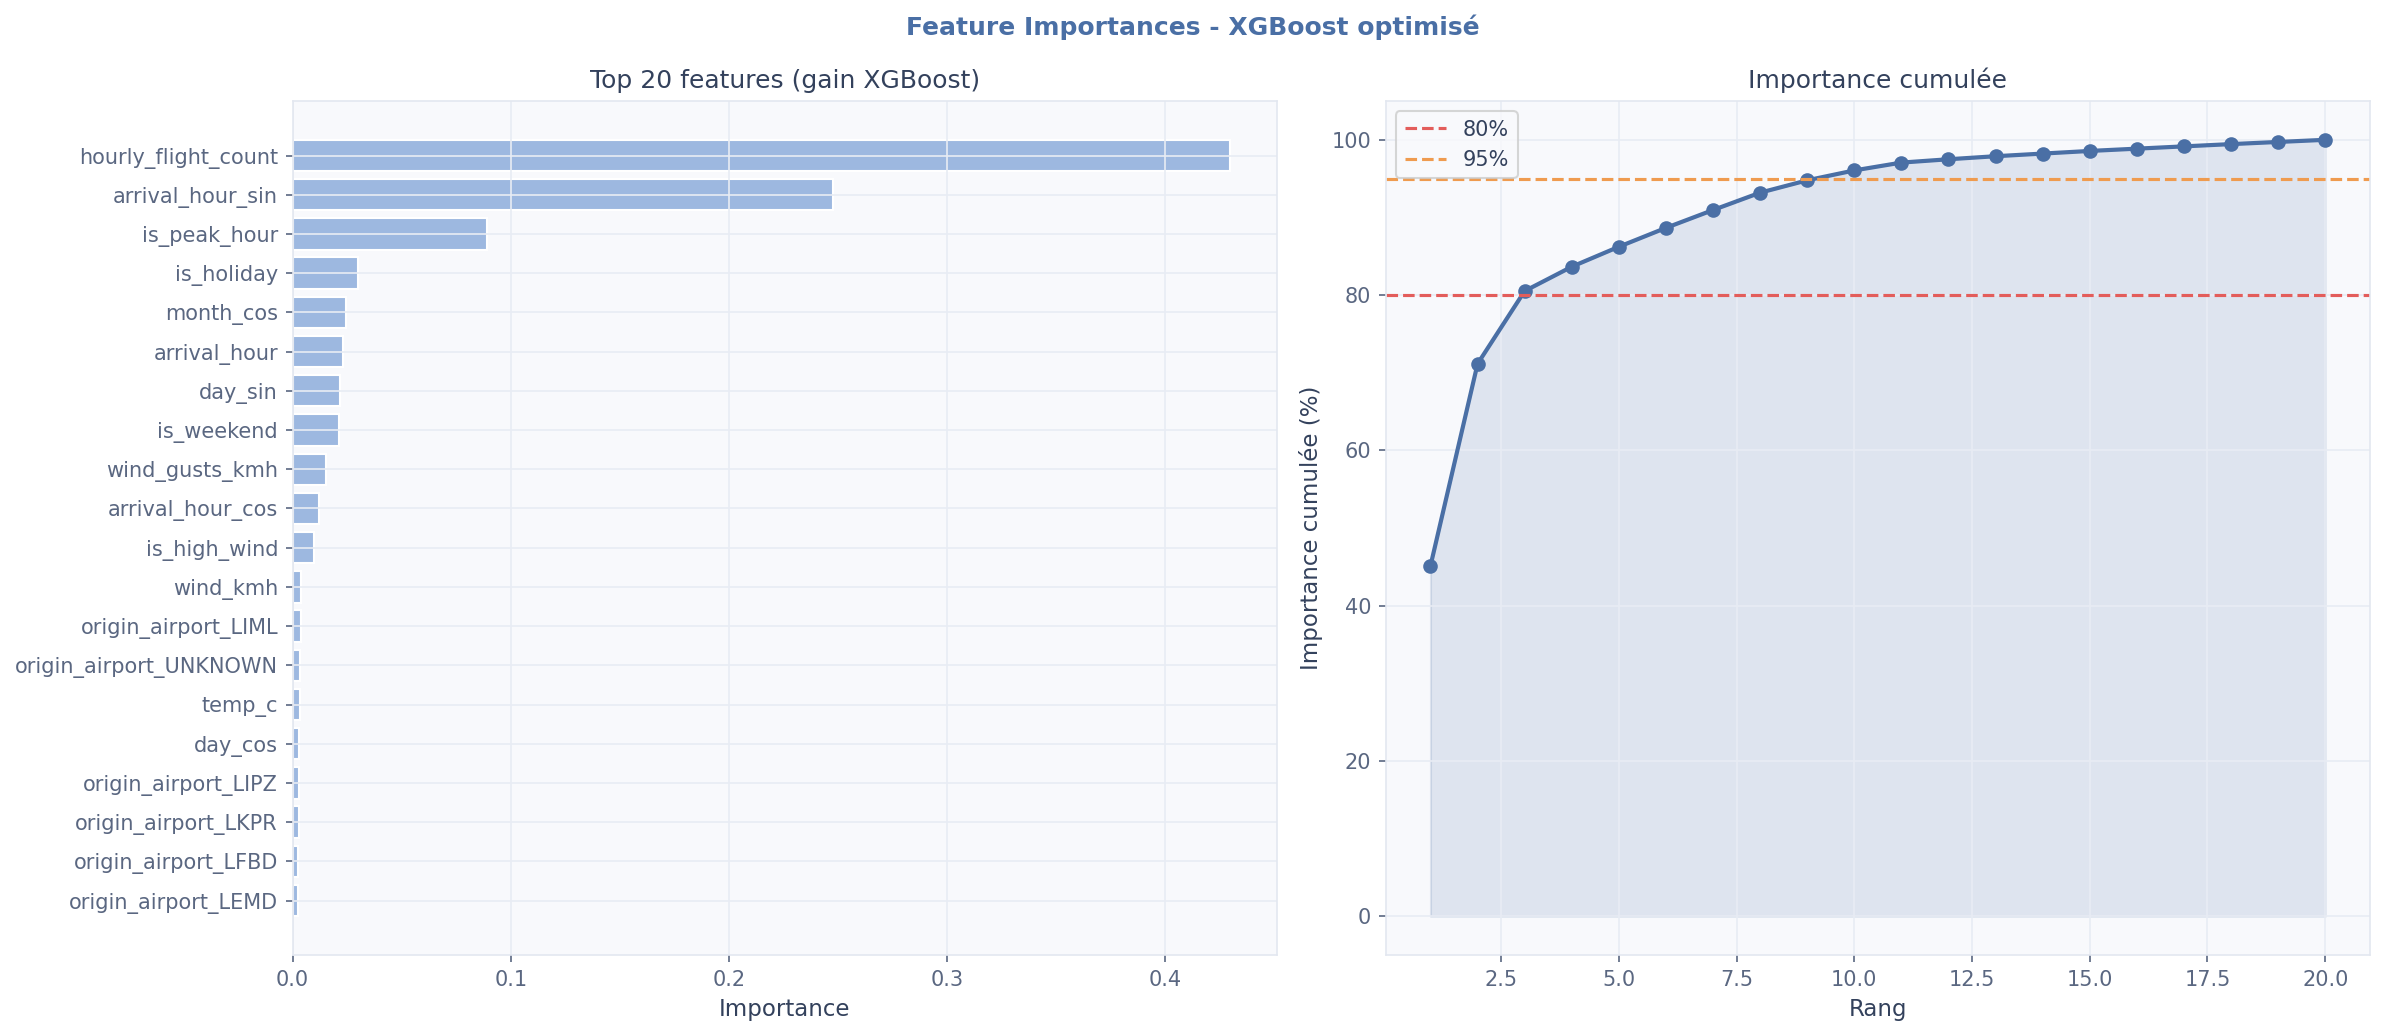 Feature Importances - XGBoost optimisé
Top 20 features (gain XGBoost)
hourly_flight_count
arrival_hour_sin
is_peak_hour
is_holiday
month_cos
arrival_hour
day_sin
is_weekend
wind_gusts_kmh
arrival_hour_cos
is_high_wind
wind_kmh
origin_airport_LIML
origin_airport_UNKNOWN
temp_c
day_cos
origin_airport_LIPZ
origin_airport_LKPR
origin_airport_LFBD
origin_airport_LEMD
0.0 0.1 0.2 0.3 0.4
Importance
Importance cumulée
80%
95%
Importance cumulée (%)
100
80
60
40
20
0
2.5 5.0 7.5 10.0 12.5 15.0 17.5 20.0
Rang